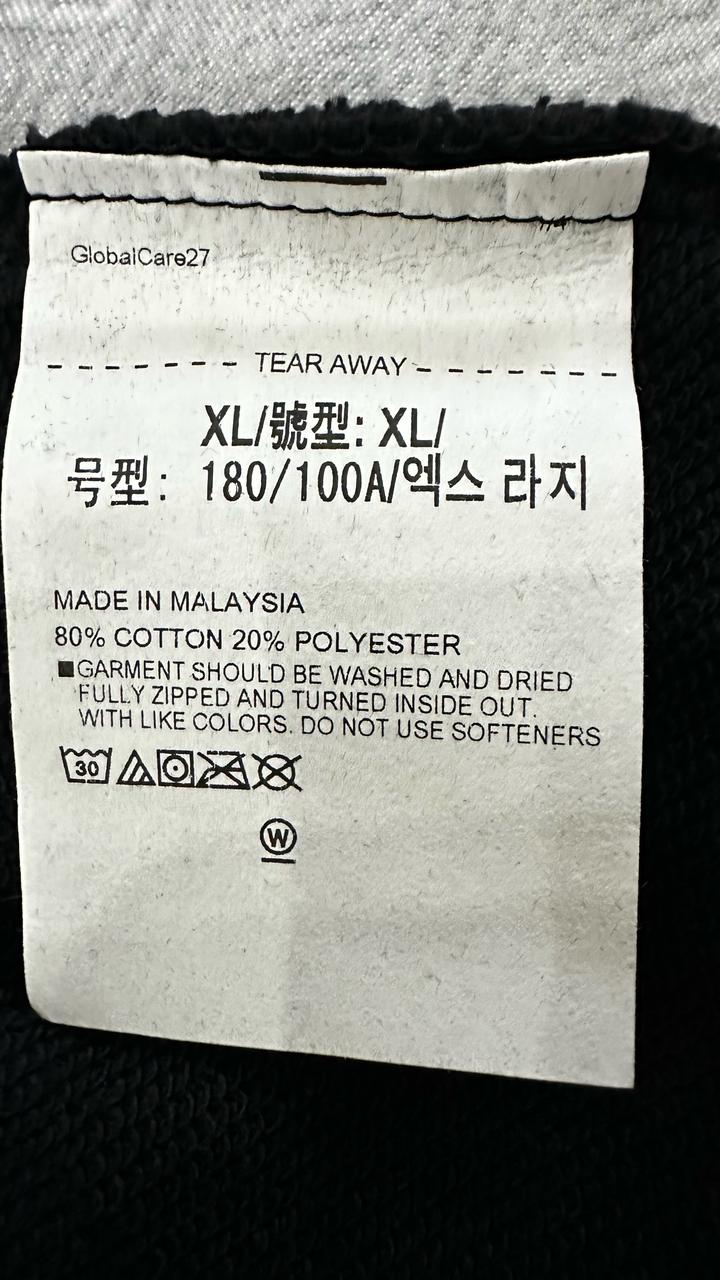 GlobalCare27
TEAR AWAY
XL/號型: XL/
号型: 180/100A/엑스 라지
MADE IN MALAYSIA
80% COTTON 20% POLYESTER
■GARMENT SHOULD BE WASHED AND DRIED
FULLY ZIPPED AND TURNED INSIDE OUT.
WITH LIKE COLORS. DO NOT USE SOFTENERS
30
W